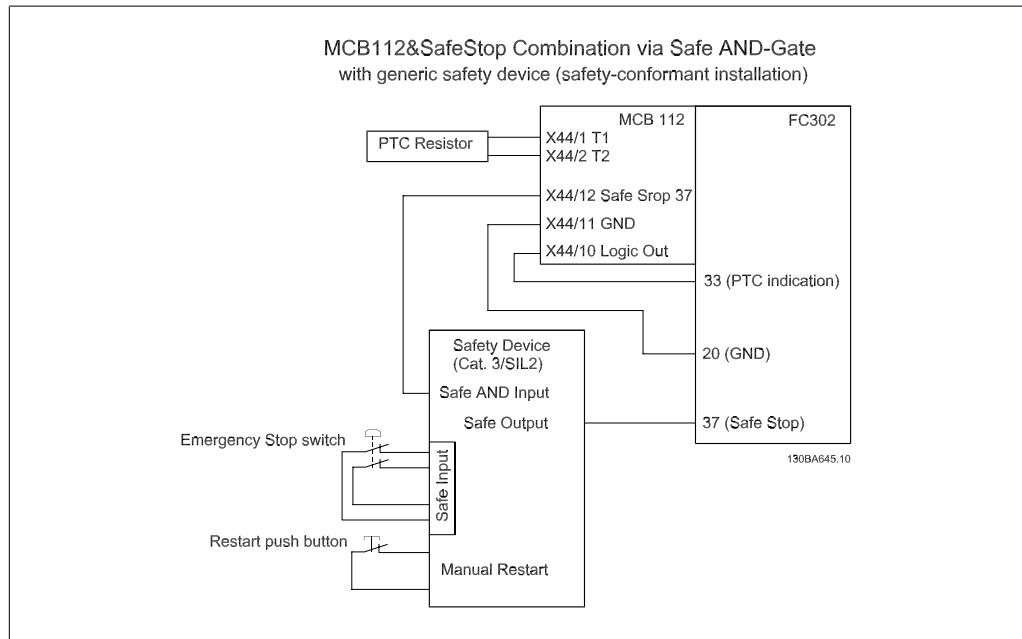 MCB112&SafeStop Combination via Safe AND-Gate
with generic safety device (safety-conformant installation)
MCB 112
FC302
PTC Resistor
X44/1 T1
X44/2 T2
X44/12 Safe Srop 37
X44/11 GND
X44/10 Logic Out
33 (PTC indication)
20 (GND)
Safety Device
(Cat. 3/SIL2)
Safe AND Input
Safe Output
37 (Safe Stop)
130BA645.10
Emergency Stop switch
Safe Input
Restart push button
Manual Restart